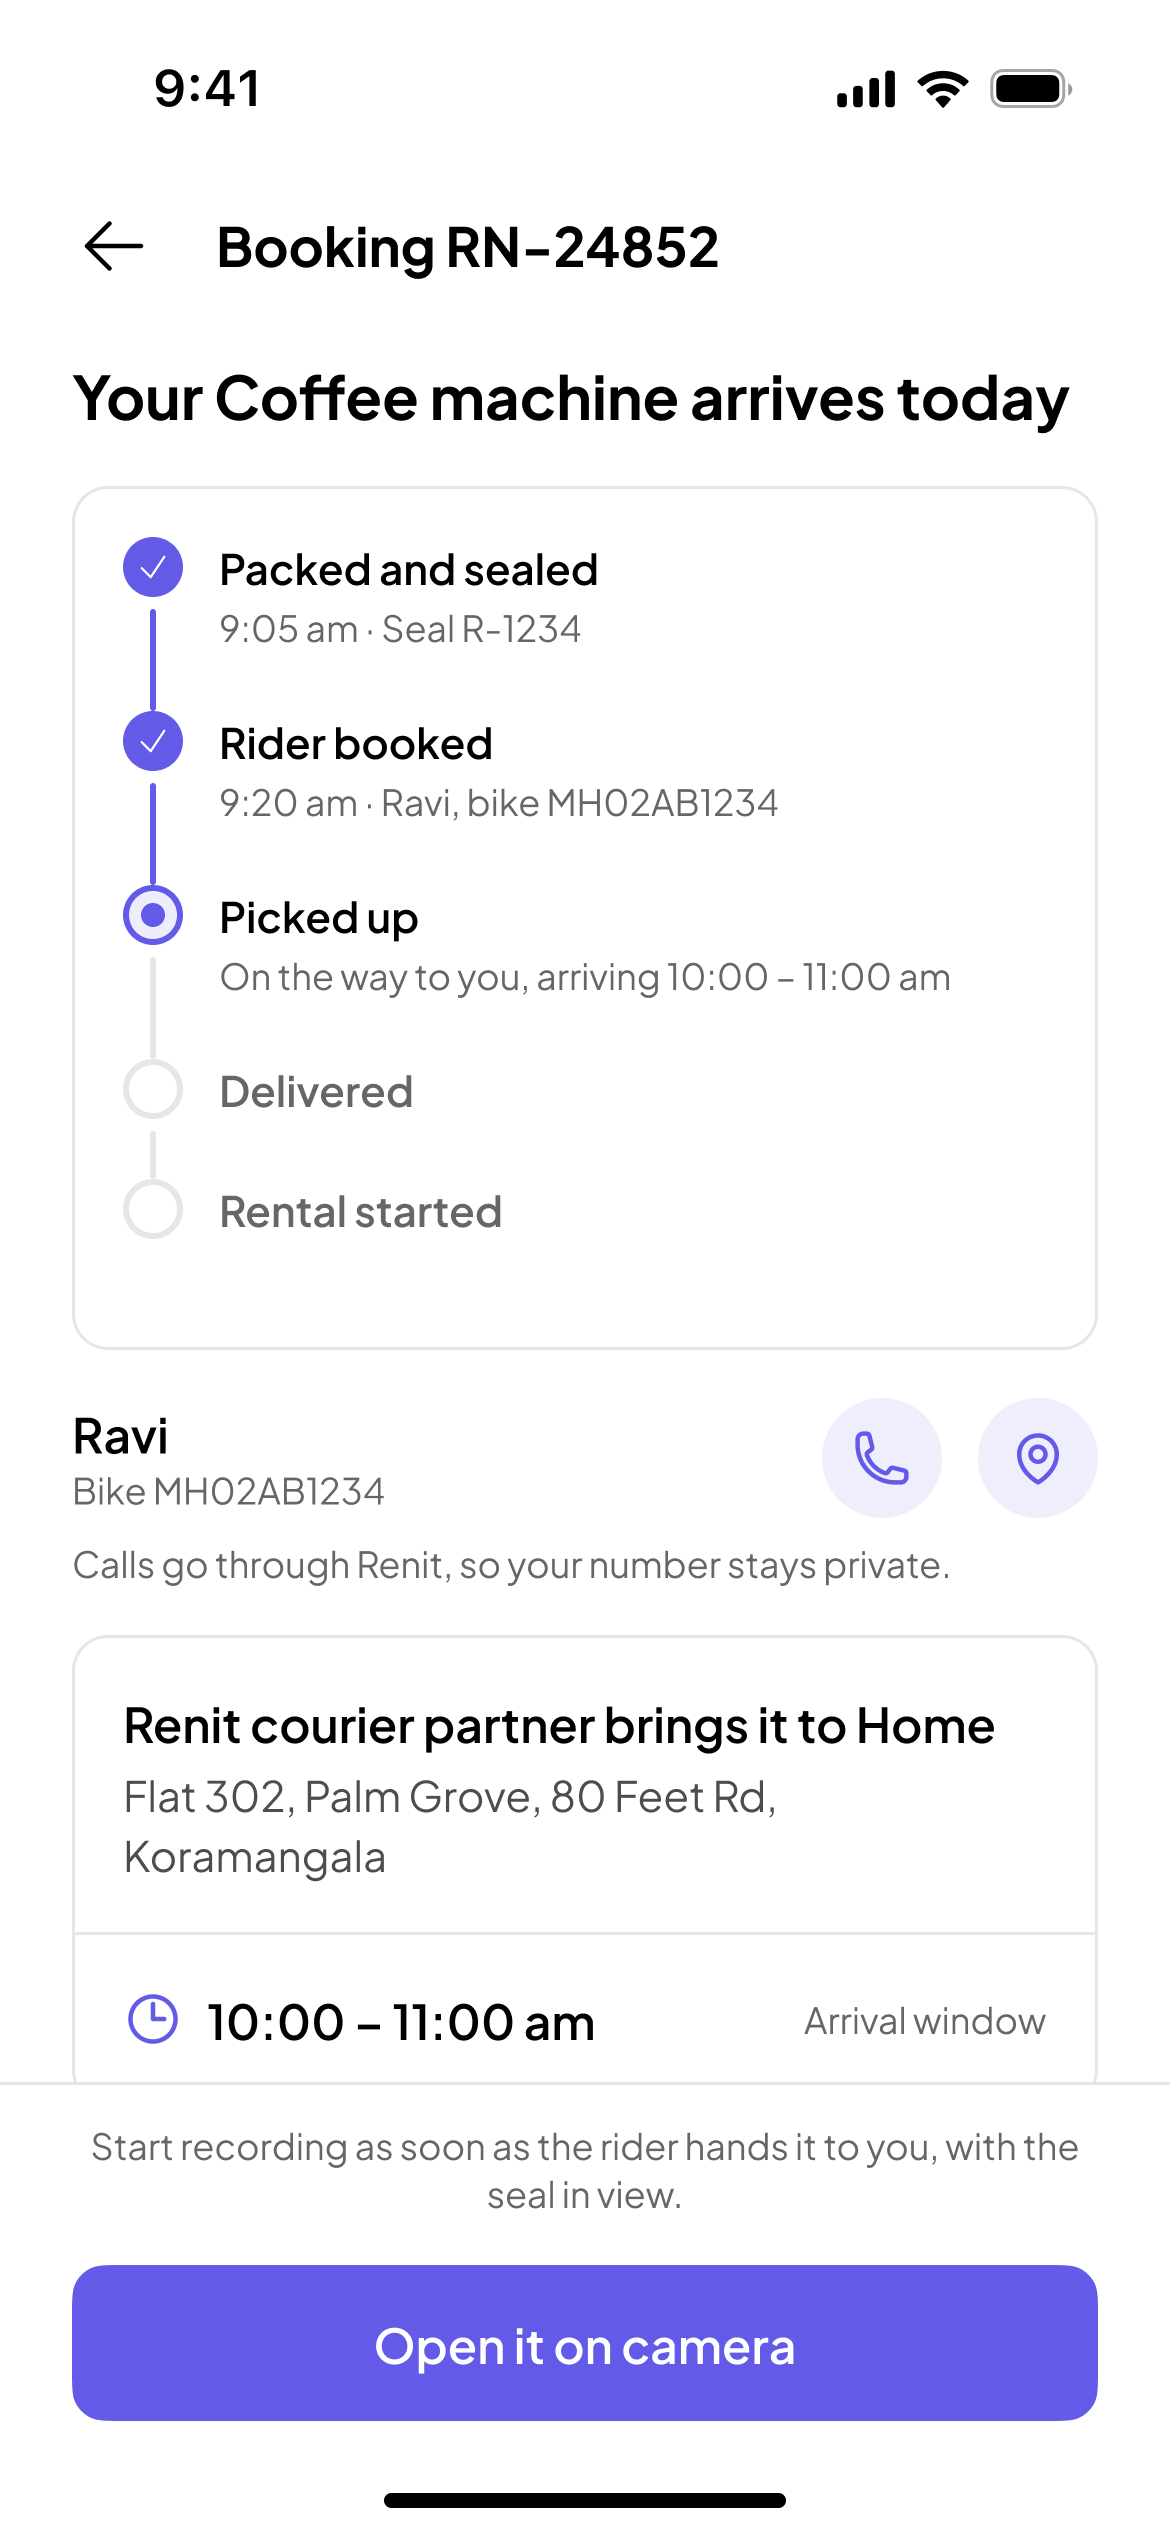 9:41
Booking RN-24852
Your Coffee machine arrives today
Packed and sealed
9:05 am · Seal R-1234
Rider booked
9:20 am · Ravi, bike MH02AB1234
Picked up
On the way to you, arriving 10:00 – 11:00 am
Delivered
Rental started
Ravi
Bike MH02AB1234
Calls go through Renit, so your number stays private.
Renit courier partner brings it to Home
Flat 302, Palm Grove, 80 Feet Rd,
Koramangala
10:00 – 11:00 am
Arrival window
Start recording as soon as the rider hands it to you, with the
seal in view.
Open it on camera